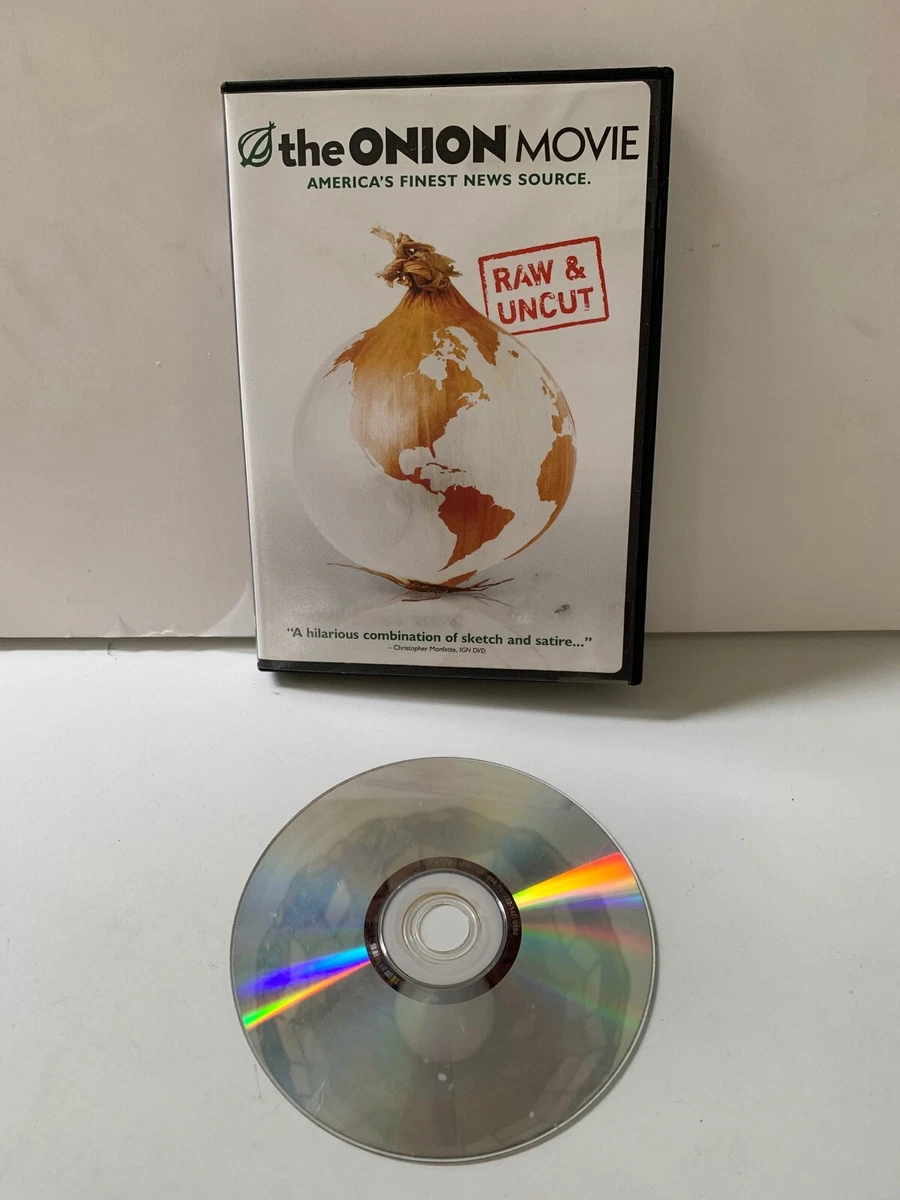 the ONION® MOVIE
AMERICA'S FINEST NEWS SOURCE.
RAW &
UNCUT
“A hilarious combination of sketch and satire...”
– Christopher Monfette, IGN DVD